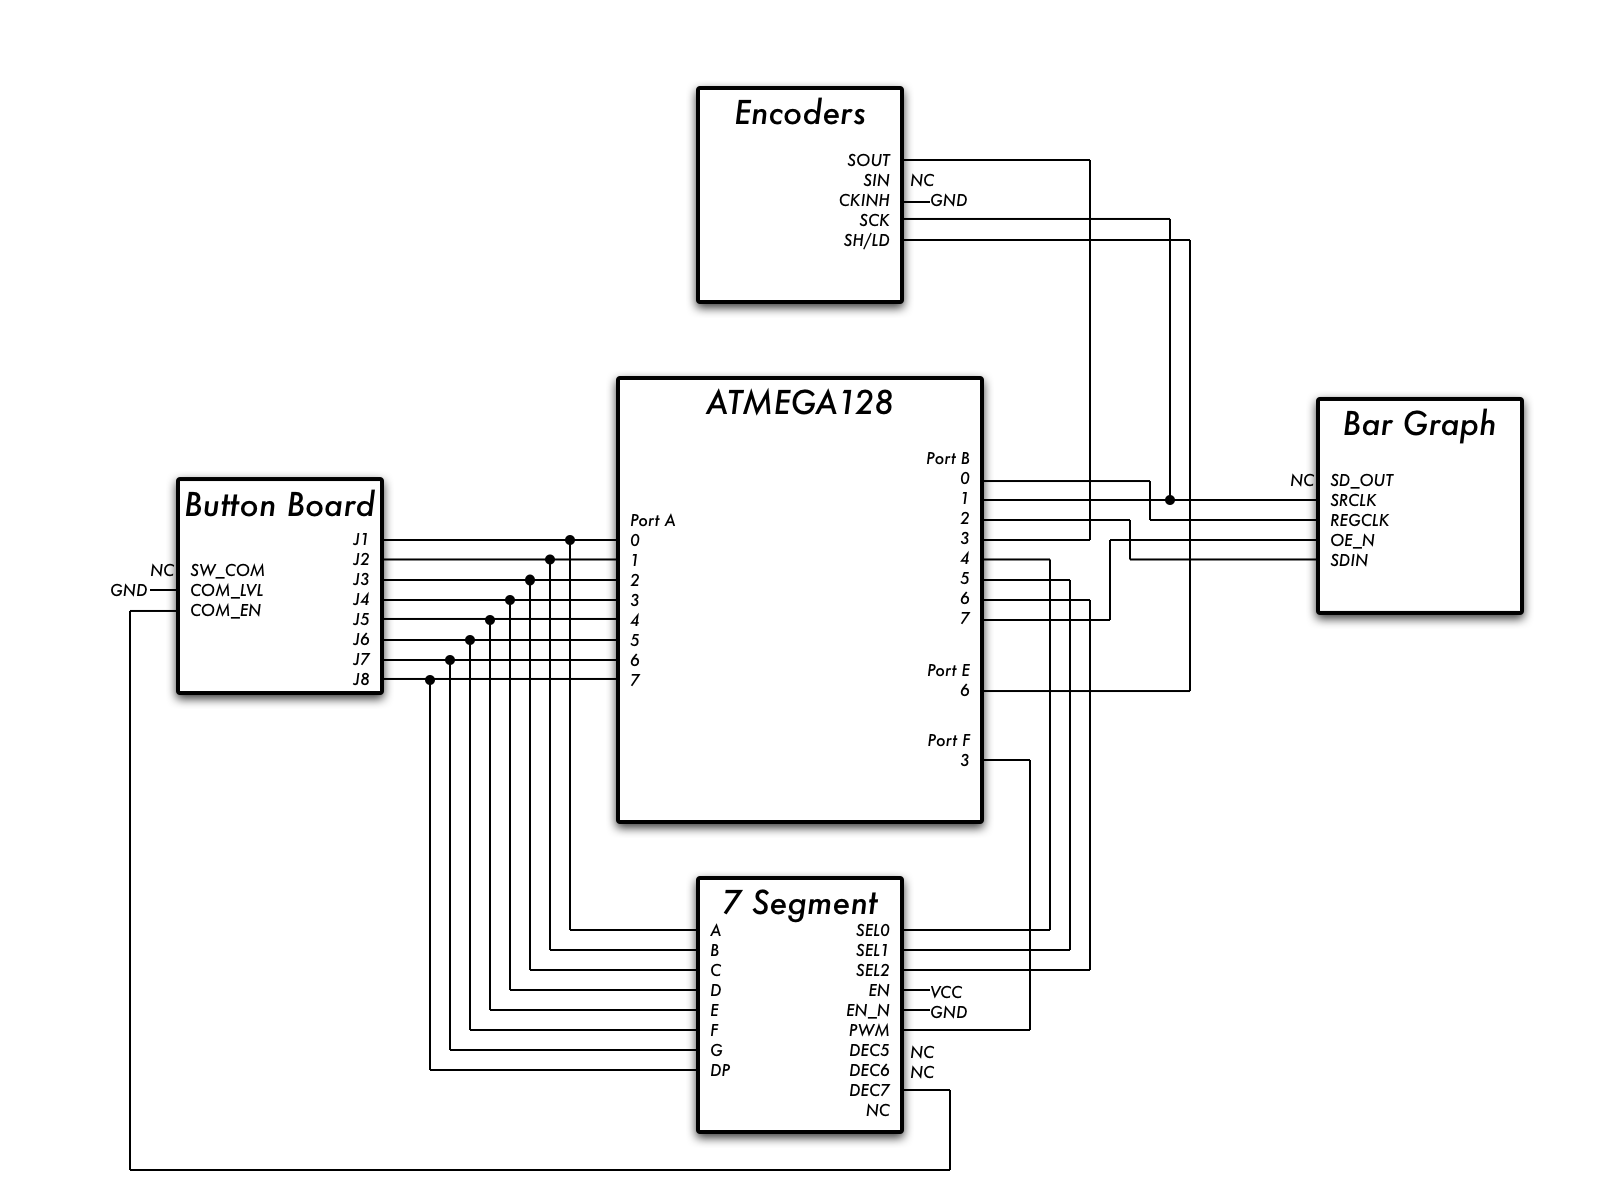 Encoders
SOUT
SIN NC
CKINH GND
SCK
SH/LD
ATMEGA128
Port B
0
1
2
3
4
5
6
7
Port E
6
Port F
3
Port A
0
1
2
3
4
5
6
7
Bar Graph
NC SD_OUT
SRCLK
REGCLK
OE_N
SDIN
Button Board
J1
J2
J3
J4
J5
J6
J7
J8
NC SW_COM
GND COM_LVL
COM_EN
7 Segment
A
B
C
D
E
F
G
DP
SEL0
SEL1
SEL2
EN VCC
EN_N GND
PWM
DEC5 NC
DEC6 NC
DEC7
NC